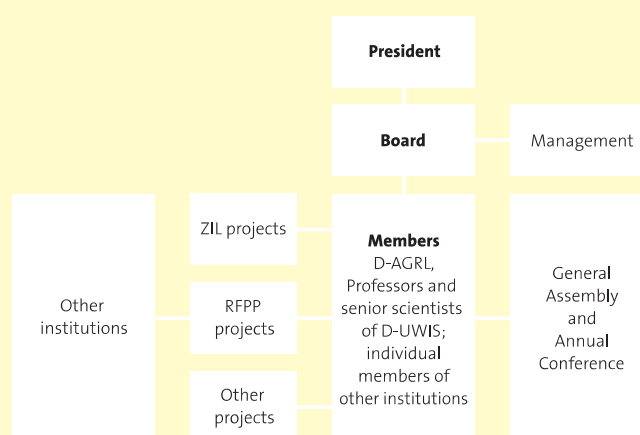 President
Board
Management
ZIL projects
Members
D-AGRL,
Professors and
senior scientists
of D-UWIS;
individual
members of
other institutions
General
Assembly
and
Annual
Conference
Other
institutions
RFPP
projects
Other
projects